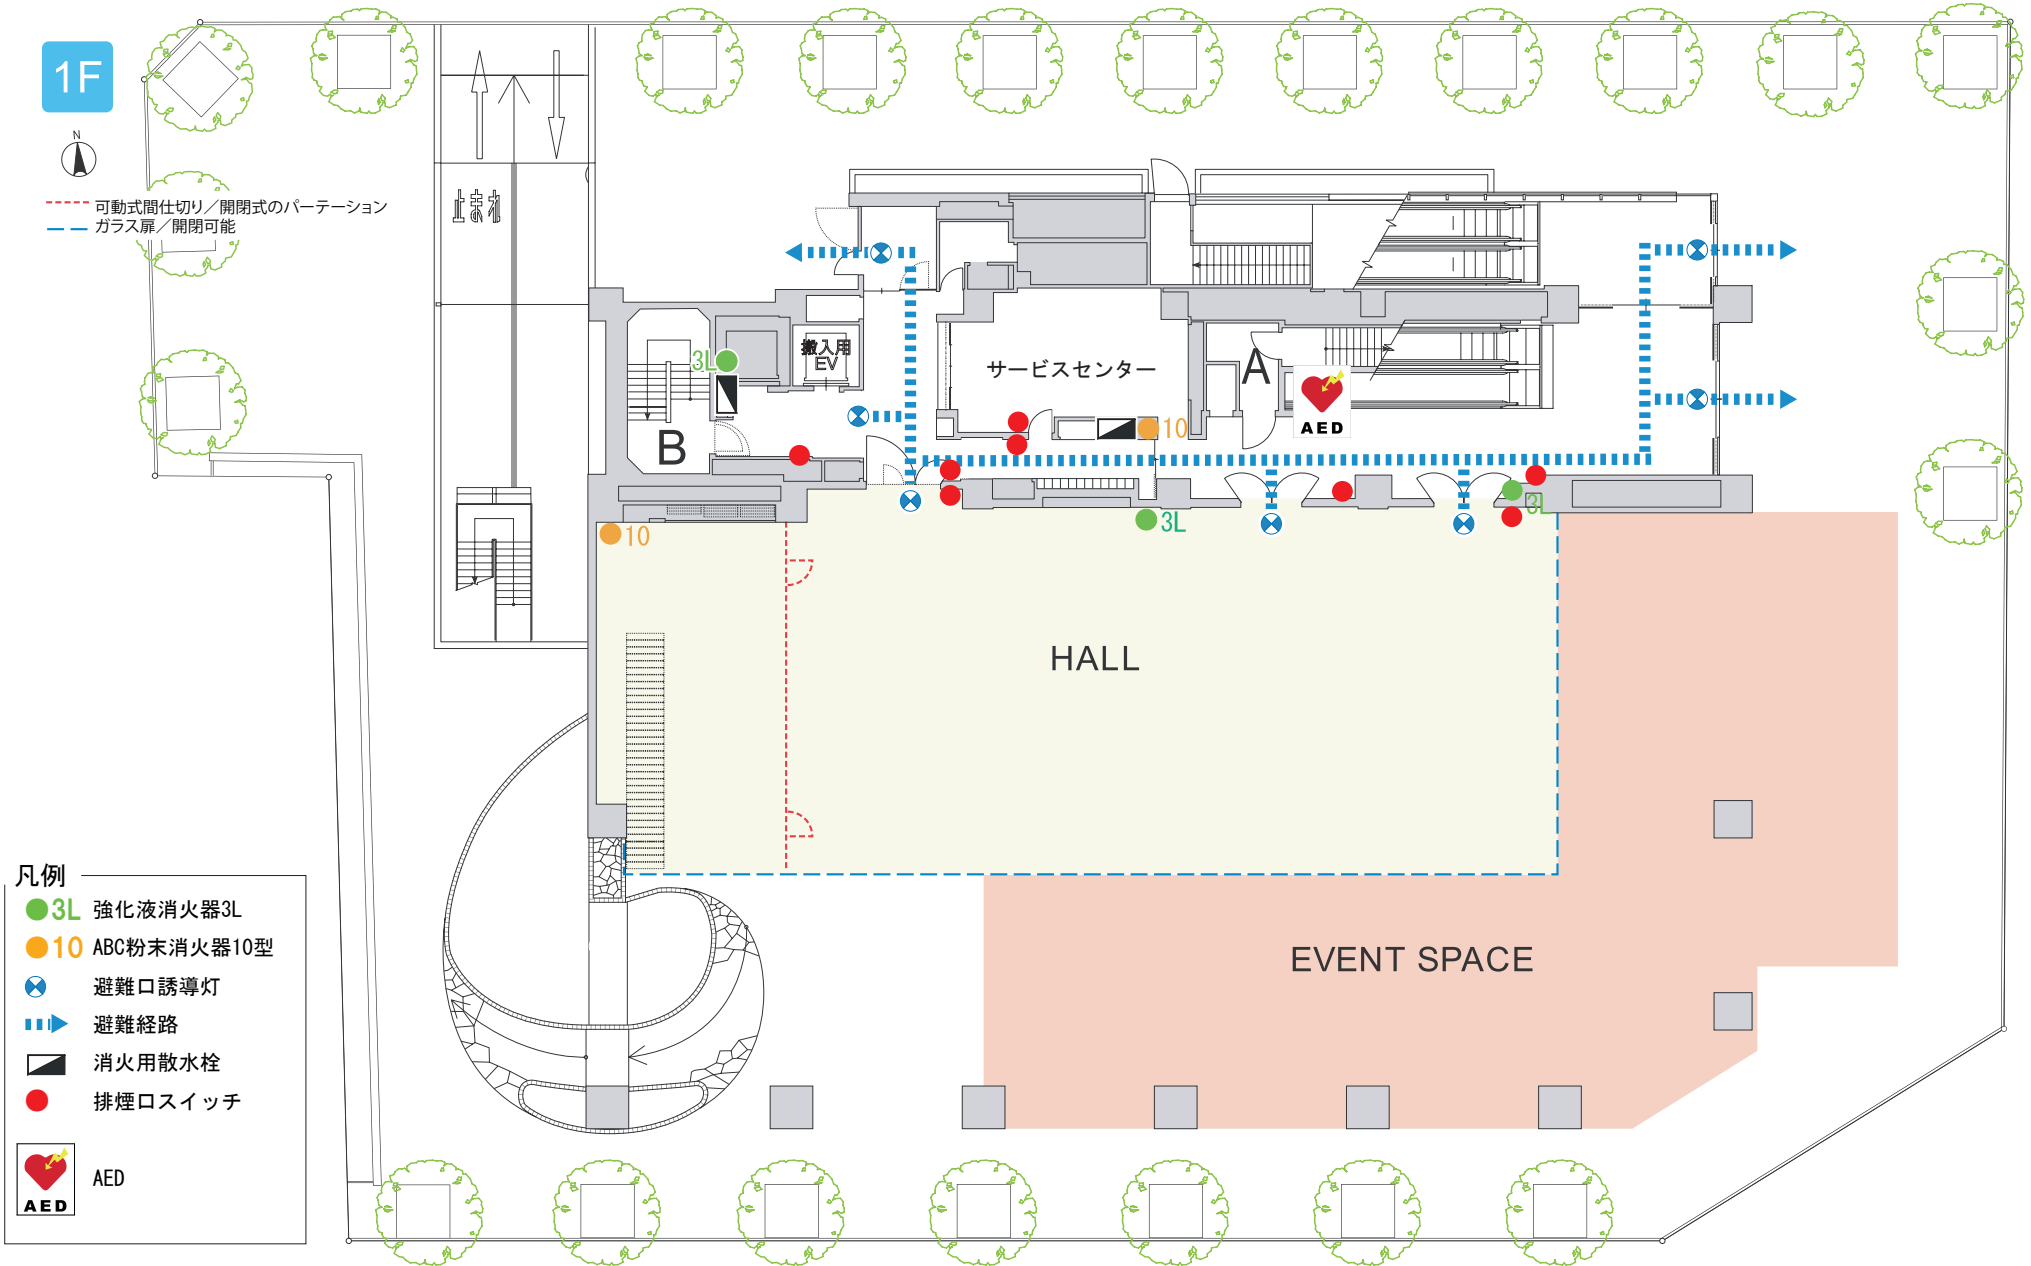 1F
N
可動式間仕切り／開閉式のパーテーション
ガラス扉／開閉可能
止まれ
搬入用
EV
3L
サービスセンター
A
AED
B
10
10
3L
3L
HALL
EVENT SPACE
凡例
3L 強化液消火器3L
10 ABC粉末消火器10型
避難口誘導灯
避難経路
消火用散水栓
排煙口スイッチ
AED
AED